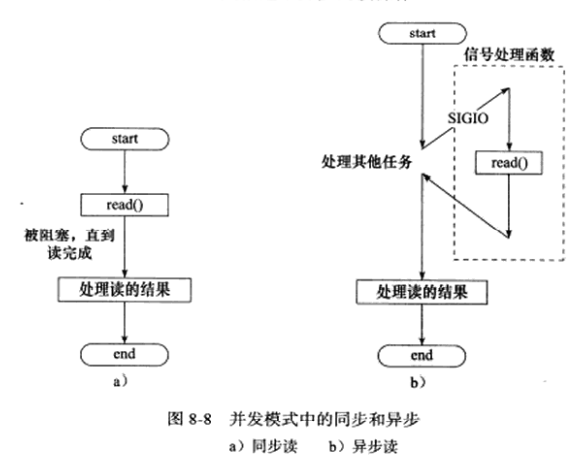 start
read()
被阻塞，直到
读完成
处理读的结果
end
a）
start
信号处理函数
SIGIO
处理其他任务
read()
处理读的结果
end
b）
图 8-8 并发模式中的同步和异步
a）同步读 b）异步读